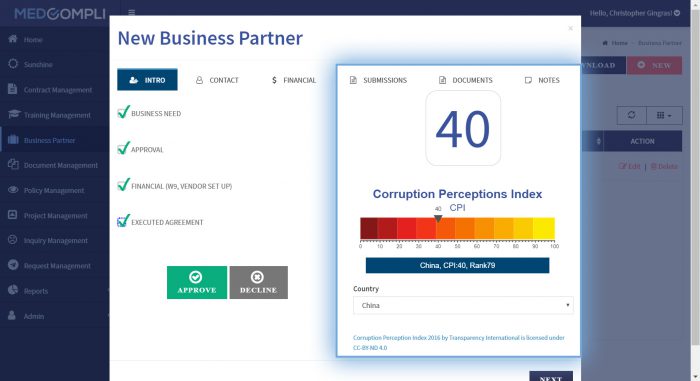 MEDCOMPLI
Hello, Christopher Gingras!
Home
Sunshine
Contract Management
Training Management
Business Partner
Document Management
Policy Management
Project Management
Inquiry Management
Request Management
Reports
Admin
Home - Business Partner
NLOAD
NEW
ACTION
Edit | Delete
New Business Partner
×
INTRO
CONTACT
$ FINANCIAL
SUBMISSIONS
DOCUMENTS
NOTES
BUSINESS NEED
APPROVAL
FINANCIAL (W9, VENDOR SET UP)
EXECUTED AGREEMENT
APPROVE
DECLINE
40
Corruption Perceptions Index
40 CPI
0 10 20 30 40 50 60 70 80 90 100
China, CPI:40, Rank79
Country
China
Corruption Perception Index 2016 by Transparency International is licensed under
CC-BY-ND 4.0
NEXT